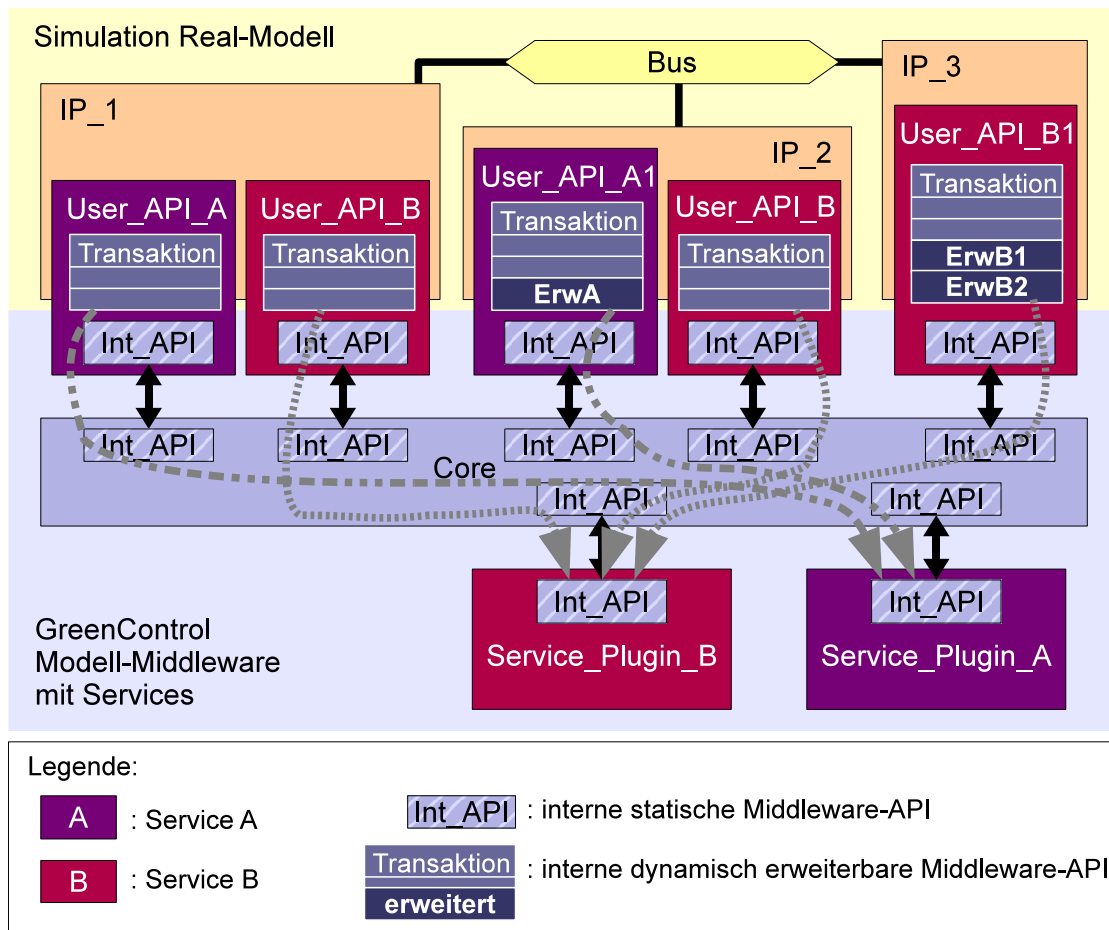 Simulation Real-Modell
Bus
IP_1
IP_2
IP_3
User_API_A
User_API_B
User_API_A1
User_API_B
User_API_B1
Transaktion
Transaktion
Transaktion
ErwA
Transaktion
Transaktion
ErwB1
ErwB2
Int_API
Int_API
Int_API
Int_API
Int_API
Int_API
Int_API
Int_API
Int_API
Int_API
Core
Int_API
Int_API
Int_API
Service_Plugin_B
Int_API
Service_Plugin_A
GreenControl
Modell-Middleware
mit Services
Legende:
A : Service A
B : Service B
Int_API : interne statische Middleware-API
Transaktion : interne dynamisch erweiterbare Middleware-API
erweitert